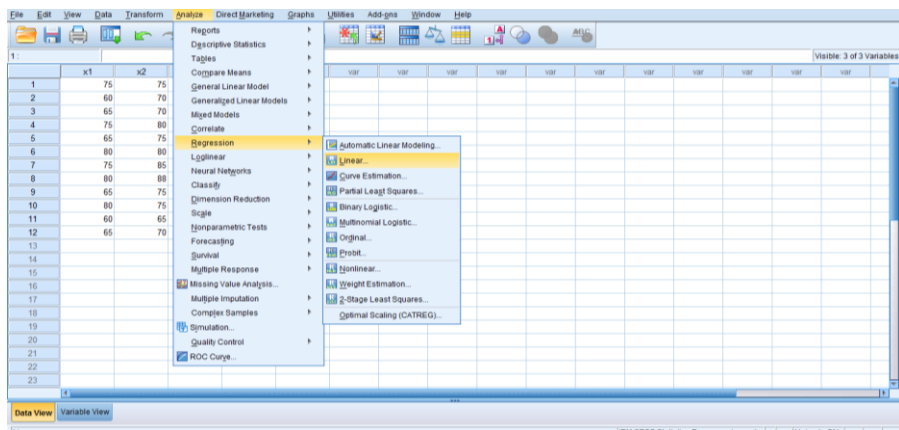 File Edit View Data Transform Analyze Direct Marketing Graphs Utilities Add-ons Window Help
1 :
Visible: 3 of 3 Variables
x1 x2 var var var var var var var var var
1 75 75
2 60 70
3 65 70
4 75 80
5 65 75
6 80 80
7 75 85
8 80 88
9 65 75
10 80 75
11 60 65
12 65 70
13
14
15
16
17
18
19
20
21
22
23
Reports
Descriptive Statistics
Tables
Compare Means
General Linear Model
Generalized Linear Models
Mixed Models
Correlate
Regression
Loglinear
Neural Networks
Classify
Dimension Reduction
Scale
Nonparametric Tests
Forecasting
Survival
Multiple Response
Missing Value Analysis...
Multiple Imputation
Complex Samples
Simulation...
Quality Control
ROC Curve...
Automatic Linear Modeling...
Linear...
Curve Estimation...
Partial Least Squares...
Binary Logistic...
Multinomial Logistic...
Ordinal...
Probit...
Nonlinear...
Weight Estimation...
2-Stage Least Squares...
Optimal Scaling (CATREG)...
Data View Variable View